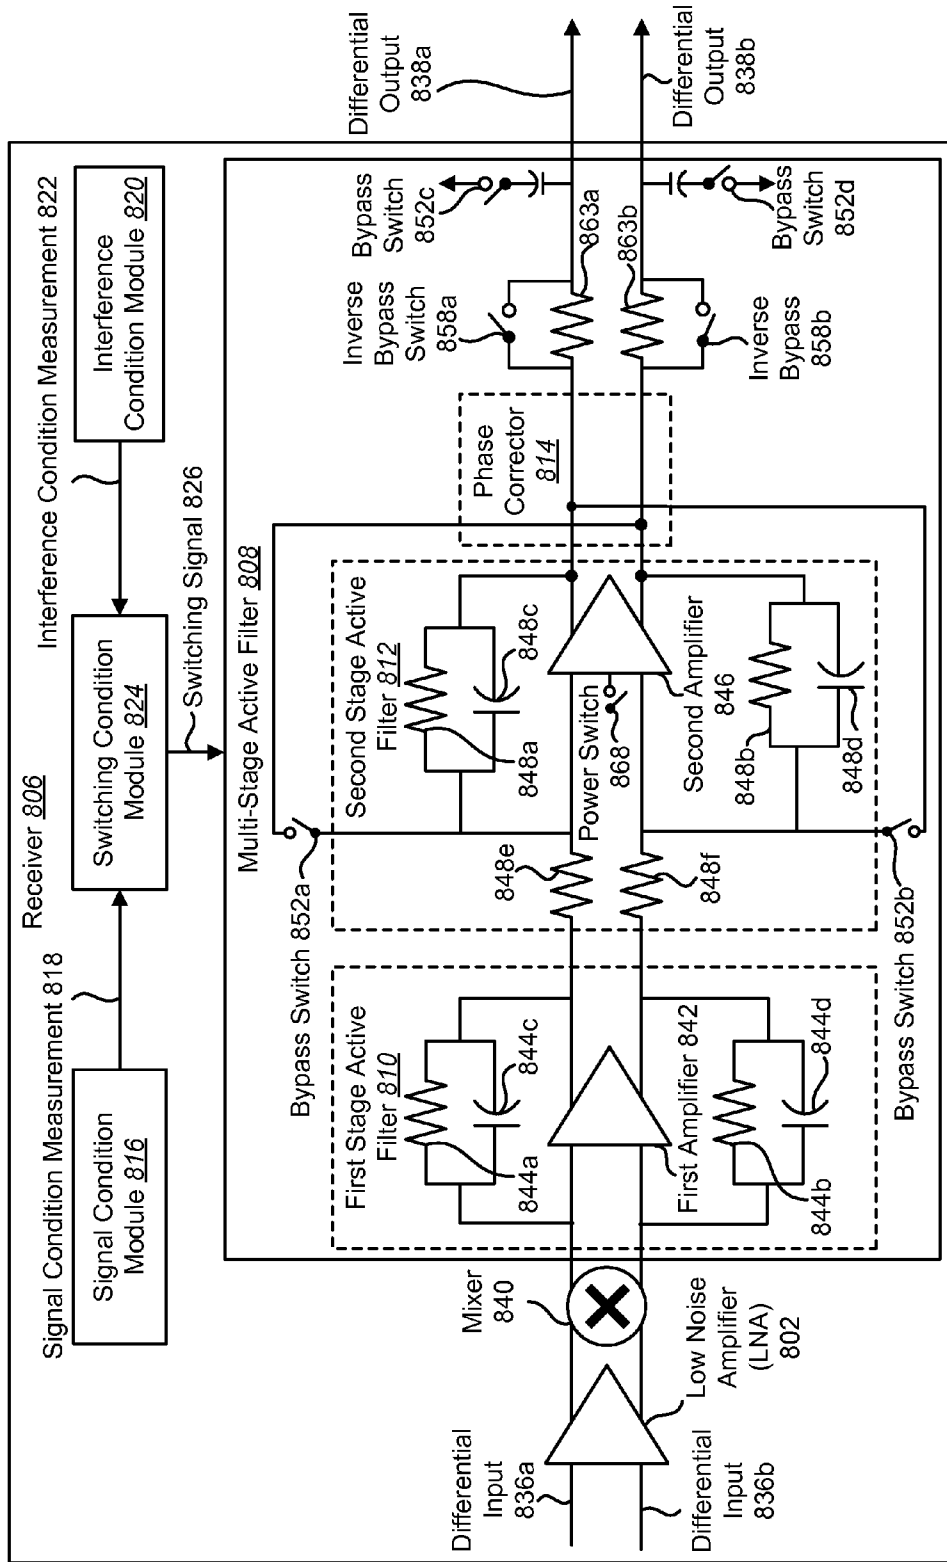 Receiver 806
Signal Condition Measurement 818
Interference Condition Measurement 822
Signal Condition
Module 816
Switching Condition
Module 824
Interference
Condition Module 820
Switching Signal 826
Multi-Stage Active Filter 808
Bypass Switch 852a
First Stage Active
Filter 810
844a
844c
First Amplifier 842
844b
844d
Second Stage Active
Filter 812
848a
848c
848e
848f
Power Switch
868
Second Amplifier
846
848b
848d
Bypass Switch 852b
Phase
Corrector
814
Inverse
Bypass
Switch
858a
Bypass
Switch
852c
863a
863b
Inverse
Bypass
858b
Bypass
Switch
852d
Differential
Output
838a
Differential
Output
838b
Mixer
840
Low Noise
Amplifier
(LNA)
802
Differential
Input
836a
Differential
Input
836b